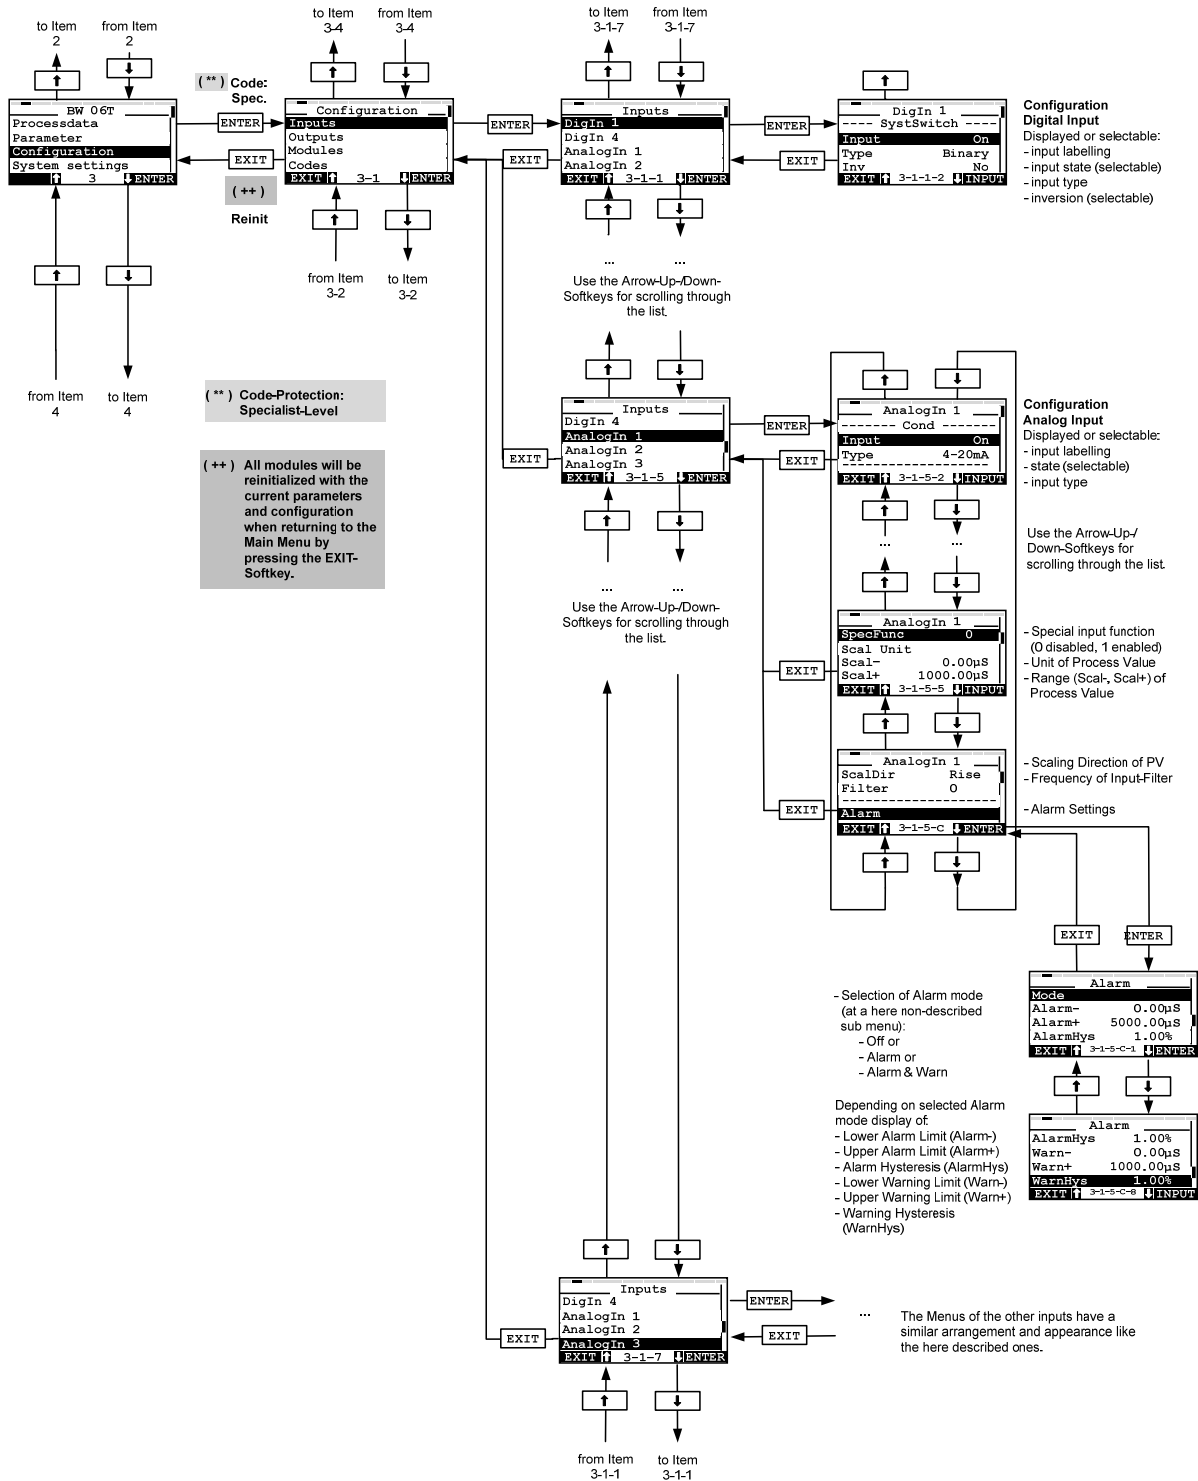 to Item
2
from Item
2
to Item
3-4
from Item
3-4
to Item
3-1-7
from Item
3-1-7
BW 06T
Processdata
Parameter
Configuration
System settings
3
ENTER
( ** ) Code:
Spec.
ENTER
EXIT
( ++ )
Reinit
Configuration
Inputs
Outputs
Modules
Codes
EXIT 3-1 ENTER
ENTER
EXIT
Inputs
DigIn 1
DigIn 4
AnalogIn 1
AnalogIn 2
EXIT 3-1-1 ENTER
ENTER
EXIT
DigIn 1
---- SystSwitch ----
Input On
Type Binary
Inv No
EXIT 3-1-1-2 INPUT
Configuration
Digital Input
Displayed or selectable:
- input labelling
- input state (selectable)
- input type
- inversion (selectable)
from Item
3-2
to Item
3-2
...
...
Use the Arrow-Up-/Down-
Softkeys for scrolling through
the list.
from Item
4
to Item
4
( ** ) Code-Protection:
Specialist-Level
( ++ ) All modules will be
reinitialized with the
current parameters
and configuration
when returning to the
Main Menu by
pressing the EXIT-
Softkey.
Inputs
DigIn 4
AnalogIn 1
AnalogIn 2
AnalogIn 3
EXIT 3-1-5 ENTER
ENTER
EXIT
EXIT
AnalogIn 1
------- Cond -------
Input On
Type 4-20mA
EXIT 3-1-5-2 INPUT
Configuration
Analog Input
Displayed or selectable:
- input labelling
- state (selectable)
- input type
...
...
Use the Arrow-Up-/
Down-Softkeys for
scrolling through the list.
...
...
Use the Arrow-Up-/Down-
Softkeys for scrolling through
the list.
EXIT
AnalogIn 1
SpecFunc 0
Scal Unit
Scal- 0.00µS
Scal+ 1000.00µS
EXIT 3-1-5-5 INPUT
- Special input function
(0 disabled, 1 enabled)
- Unit of Process Value
- Range (Scal-, Scal+) of
Process Value
EXIT
AnalogIn 1
ScalDir Rise
Filter 0
Alarm
EXIT 3-1-5-C ENTER
- Scaling Direction of PV
- Frequency of Input-Filter
- Alarm Settings
EXIT
ENTER
- Selection of Alarm mode
(at a here non-described
sub menu):
- Off or
- Alarm or
- Alarm & Warn
Alarm
Mode
Alarm- 0.00µS
Alarm+ 5000.00µS
AlarmHys 1.00%
EXIT 3-1-5-C-1 ENTER
Depending on selected Alarm
mode display of:
- Lower Alarm Limit (Alarm-)
- Upper Alarm Limit (Alarm+)
- Alarm Hysteresis (AlarmHys)
- Lower Warning Limit (Warn-)
- Upper Warning Limit (Warn+)
- Warning Hysteresis
(WarnHys)
Alarm
AlarmHys 1.00%
Warn- 0.00µS
Warn+ 1000.00µS
WarnHys 1.00%
EXIT 3-1-5-C-8 INPUT
EXIT
Inputs
DigIn 4
AnalogIn 1
AnalogIn 2
AnalogIn 3
EXIT 3-1-7 ENTER
ENTER
EXIT
...
The Menus of the other inputs have a
similar arrangement and appearance like
the here described ones.
from Item
3-1-1
to Item
3-1-1